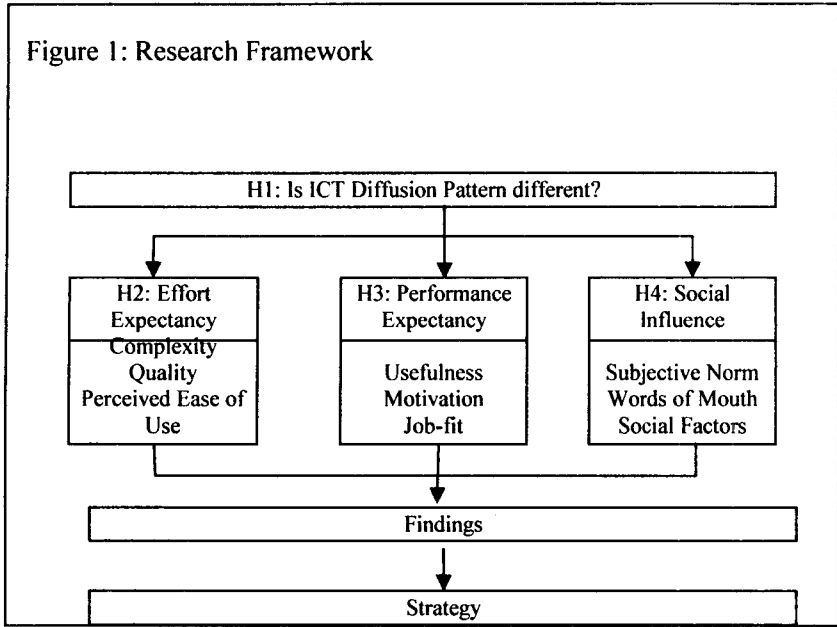 Figure 1: Research Framework
H1: Is ICT Diffusion Pattern different?
H2: Effort
Expectancy
Complexity
Quality
Perceived Ease of
Use
H3: Performance
Expectancy
Usefulness
Motivation
Job-fit
H4: Social
Influence
Subjective Norm
Words of Mouth
Social Factors
Findings
Strategy